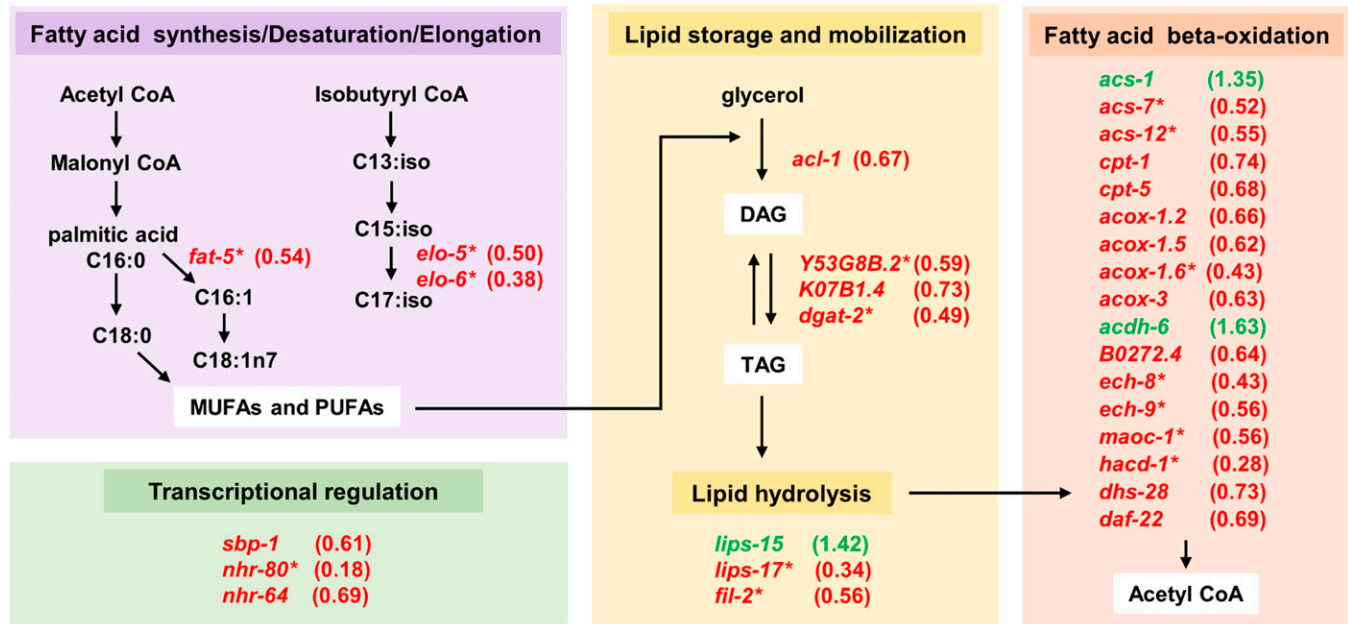 Fatty acid synthesis/Desaturation/Elongation
Acetyl CoA
Isobutyryl CoA
Malonyl CoA
C13:iso
palmitic acid
C16:0
fat-5* (0.54)
C15:iso
elo-5* (0.50)
elo-6* (0.38)
C16:1
C17:iso
C18:0
C18:1n7
MUFAs and PUFAs
Transcriptional regulation
sbp-1 (0.61)
nhr-80* (0.18)
nhr-64 (0.69)
Lipid storage and mobilization
glycerol
acl-1 (0.67)
DAG
Y53G8B.2* (0.59)
K07B1.4 (0.73)
dgat-2* (0.49)
TAG
Lipid hydrolysis
lips-15 (1.42)
lips-17* (0.34)
fil-2* (0.56)
Fatty acid beta-oxidation
acs-1 (1.35)
acs-7* (0.52)
acs-12* (0.55)
cpt-1 (0.74)
cpt-5 (0.68)
acox-1.2 (0.66)
acox-1.5 (0.62)
acox-1.6* (0.43)
acox-3 (0.63)
acdh-6 (1.63)
B0272.4 (0.64)
ech-8* (0.43)
ech-9* (0.56)
maoc-1* (0.56)
hacd-1* (0.28)
dhs-28 (0.73)
daf-22 (0.69)
Acetyl CoA